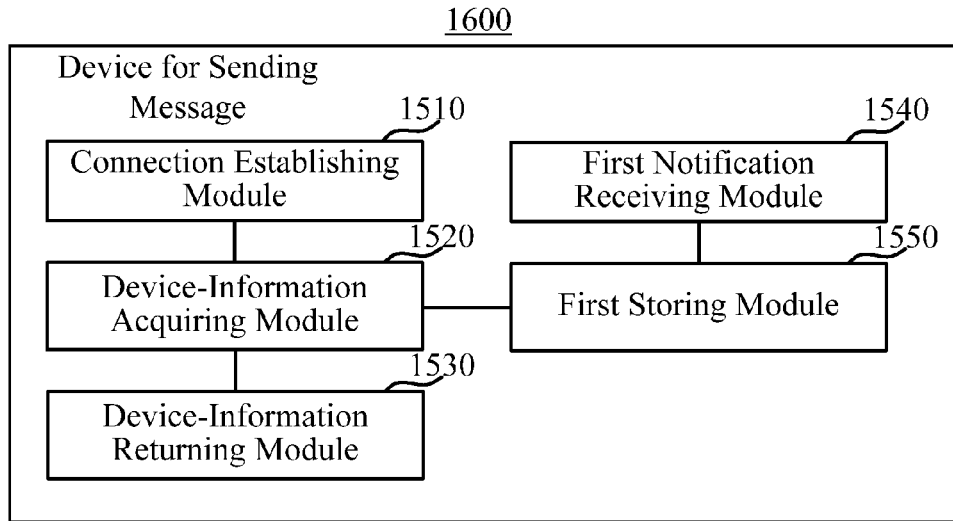 1600
Device for Sending
Message
1510
Connection Establishing
Module
1540
First Notification
Receiving Module
1520
Device-Information
Acquiring Module
1550
First Storing Module
1530
Device-Information
Returning Module